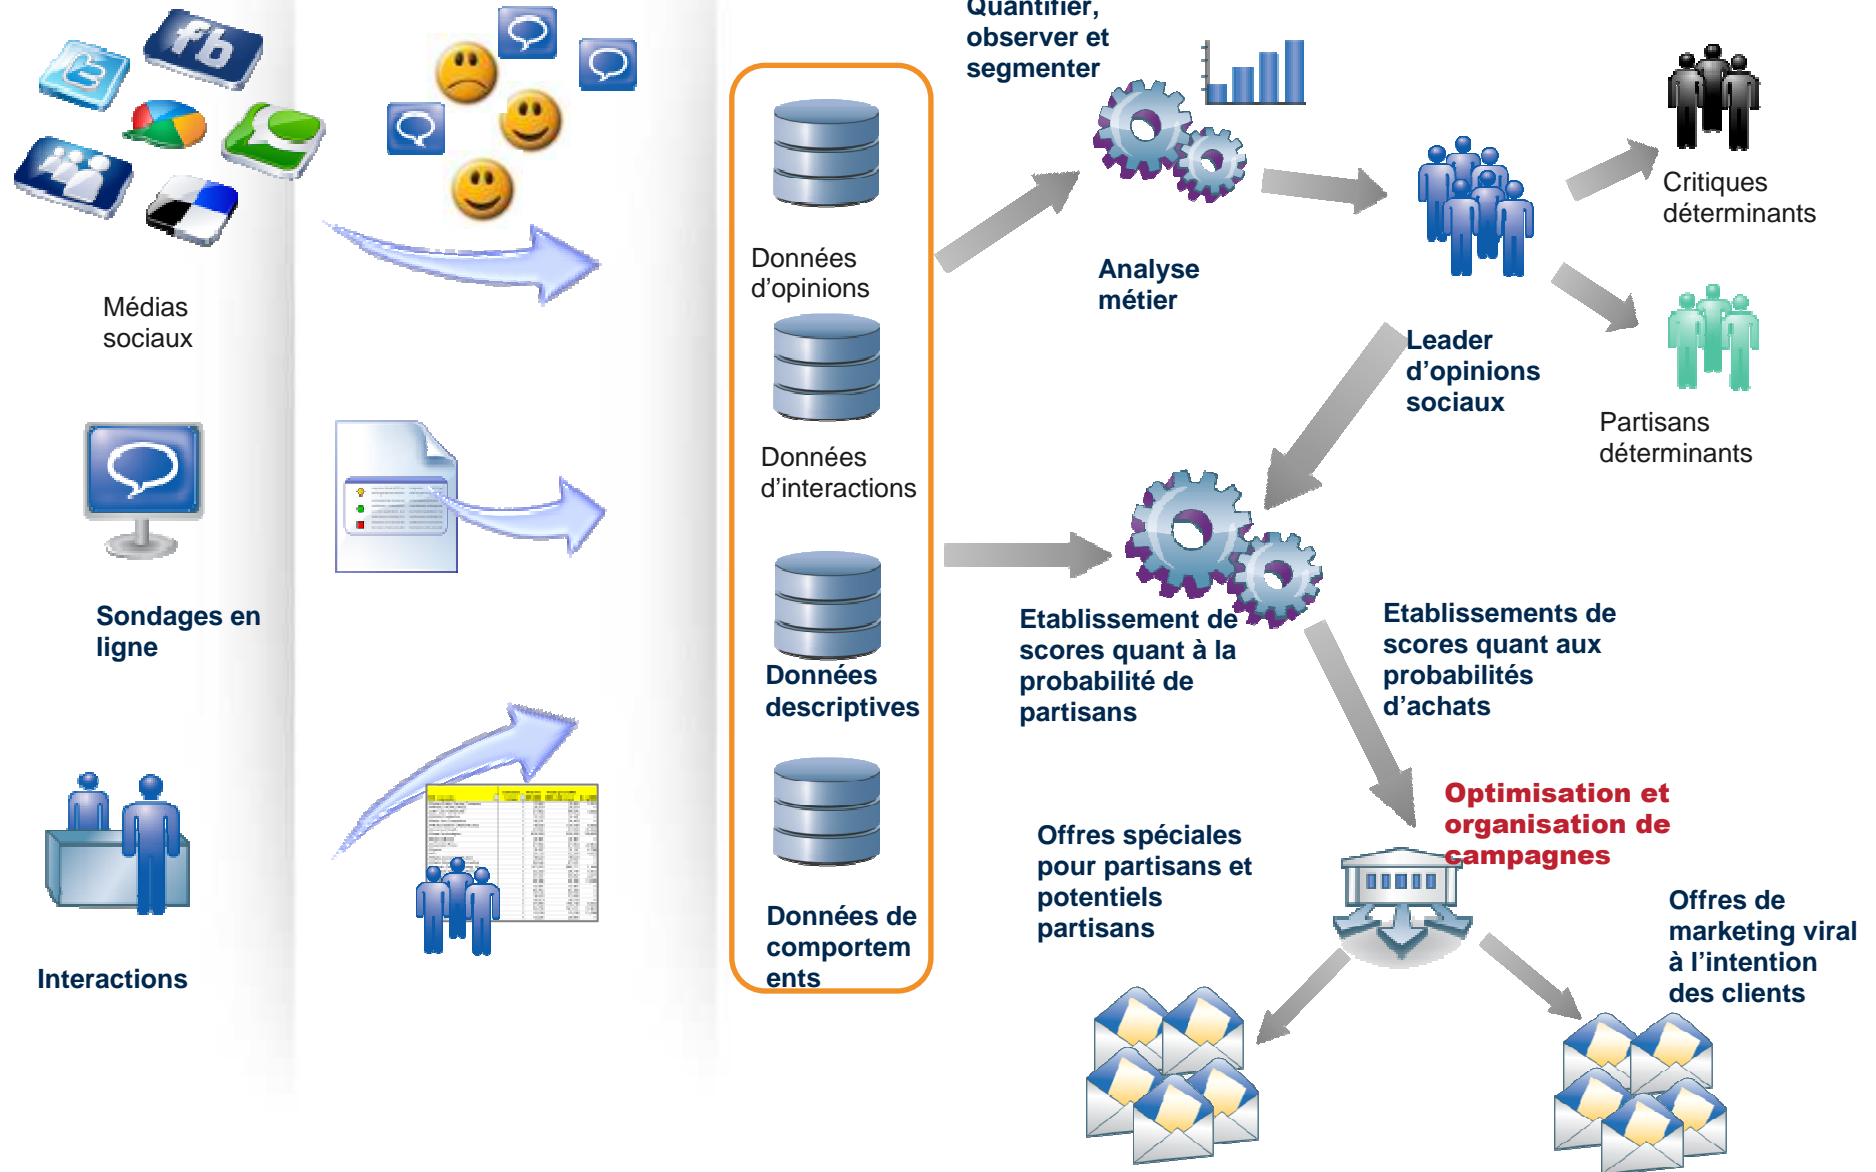 Quantifier,
observer et
segmenter
fb
Critiques
déterminants
Données
d'opinions
Analyse
métier
Médias
sociaux
Leader
d'opinions
sociaux
Partisans
déterminants
Données
d'interactions
Sondages en
ligne
Données
descriptives
Etablissement de
scores quant à la
probabilité de
partisans
Etablissements de
scores quant aux
probabilités
d'achats
Optimisation et
organisation de
campagnes
Offres spéciales
pour partisans et
potentiels
partisans
Données de
comportem
ents
Interactions
Offres de
marketing viral
à l'intention
des clients